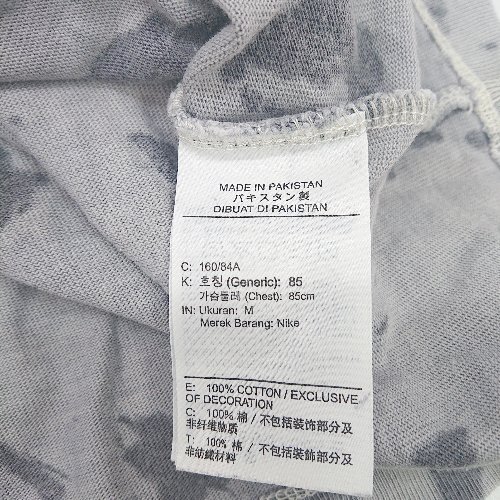 MADE IN PAKISTAN
パキスタン製
DIBUAT DI PAKISTAN
C: 160/84A
K: 호칭 (Generic): 85
가슴둘레 (Chest): 85cm
IN: Ukuran: M
Merek Barang: Nike
E: 100% COTTON / EXCLUSIVE
OF DECORATION
C: 100% 棉 / 不包括装饰部分及
非纤维物质
T: 100% 棉 / 不包括裝飾部分及
非紡織材料